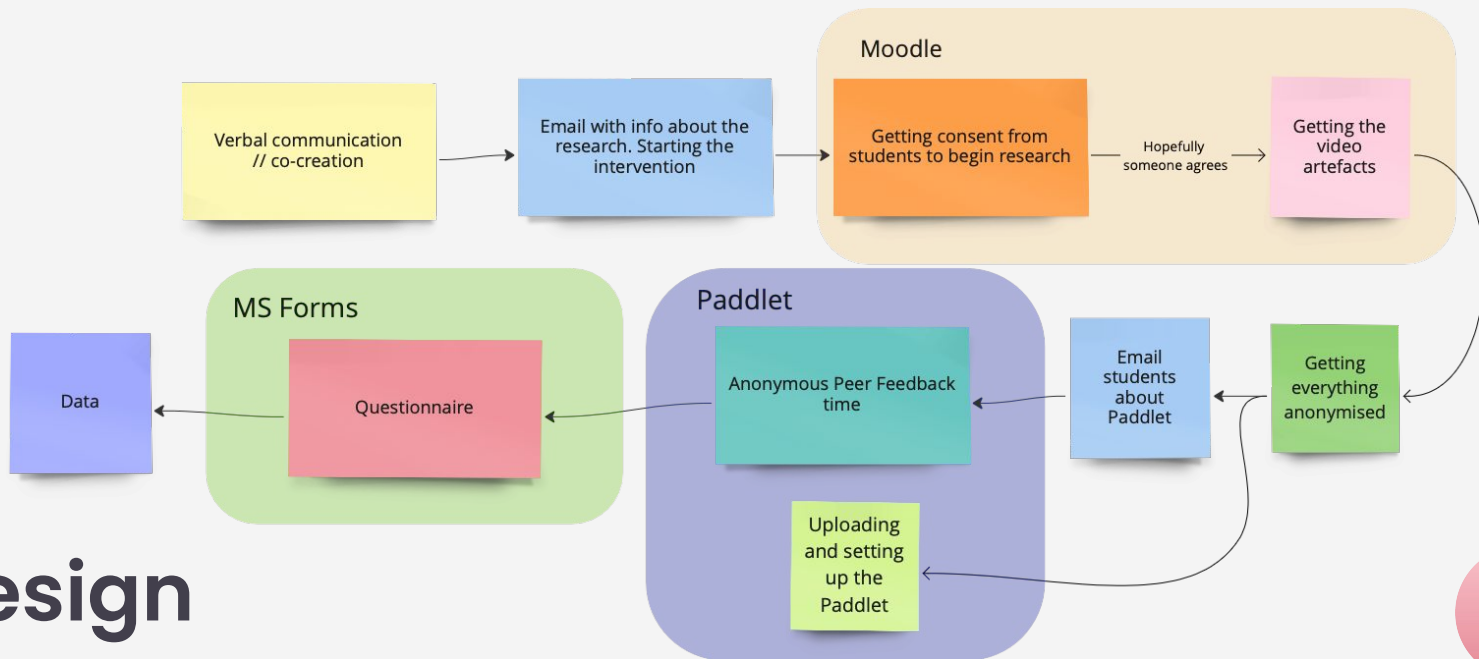 Moodle
Verbal communication
// co-creation
Email with info about the
research. Starting the
intervention
Getting consent from
students to begin research
Hopefully
someone agrees
Getting the
video
artefacts
MS Forms
Paddlet
Data
Questionnaire
Anonymous Peer Feedback
time
Email
students
about
Paddlet
Getting
everything
anonymised
Uploading
and setting
up the
Paddlet
esign